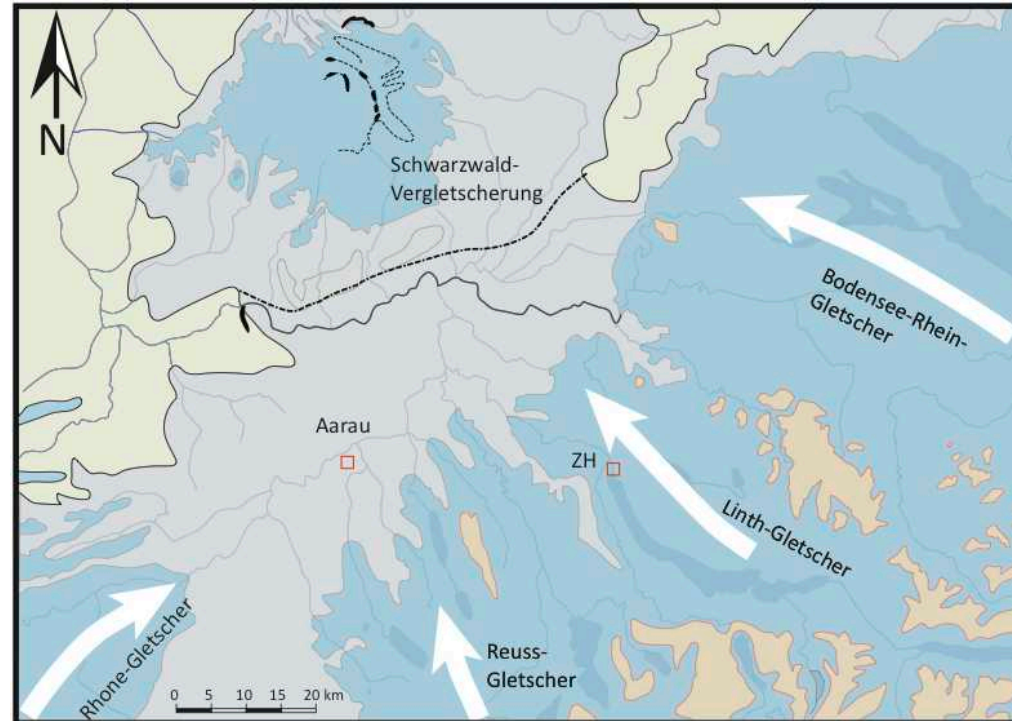 N
Schwarzwald-
Vergletscherung
Bodensee-Rhein-
Gletscher
Aarau
ZH
Linth-Gletscher
Rhone-Gletscher
Reuss-
Gletscher
0 5 10 15 20 km